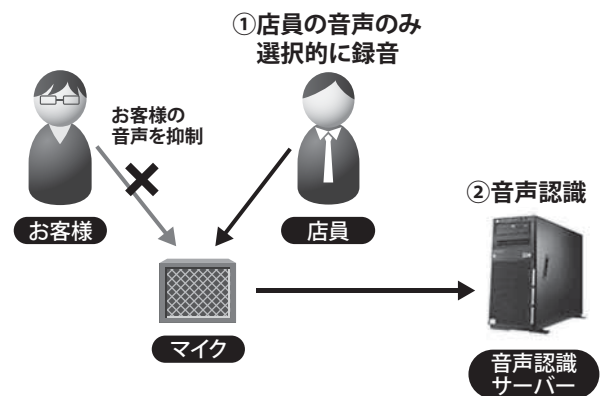 ①店員の音声のみ
選択的に録音
お客様の
音声を抑制
②音声認識
お客様
店員
マイク
音声認識
サーバー